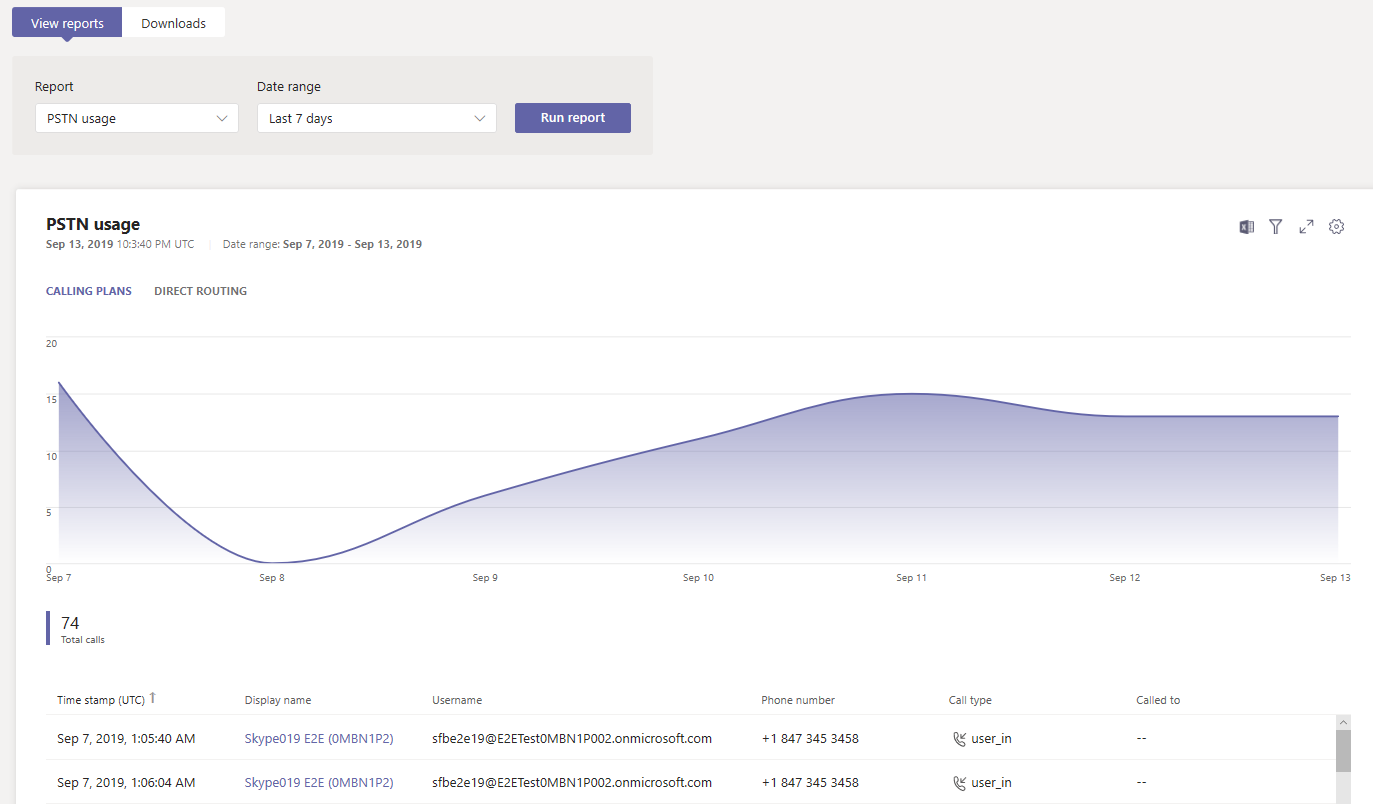 View reports Downloads
Report Date range
PSTN usage Last 7 days Run report
PSTN usage
Sep 13, 2019 10:3:40 PM UTC Date range: Sep 7, 2019 - Sep 13, 2019
CALLING PLANS DIRECT ROUTING
20
15
10
5
0
Sep 7 Sep 8 Sep 9 Sep 10 Sep 11 Sep 12 Sep 13
74
Total calls
Time stamp (UTC) ↑ Display name Username Phone number Call type Called to
Sep 7, 2019, 1:05:40 AM Skype019 E2E (0MBN1P2) sfbe2e19@E2ETest0MBN1P002.onmicrosoft.com +1 847 345 3458 user_in --
Sep 7, 2019, 1:06:04 AM Skype019 E2E (0MBN1P2) sfbe2e19@E2ETest0MBN1P002.onmicrosoft.com +1 847 345 3458 user_in --